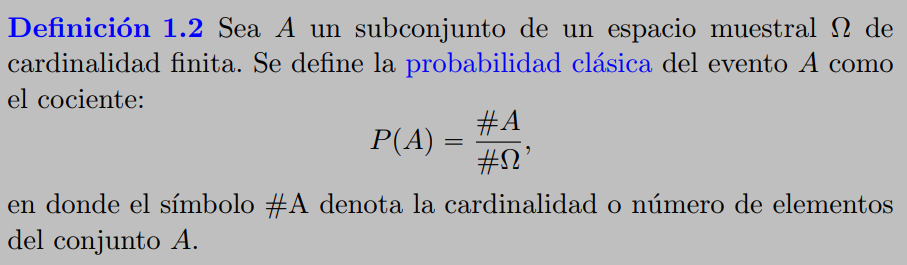 Definición 1.2 Sea A un subconjunto de un espacio muestral Ω de
cardinalidad finita. Se define la probabilidad clásica del evento A como
el cociente:
P(A) = #A / #Ω,
en donde el símbolo #A denota la cardinalidad o número de elementos
del conjunto A.